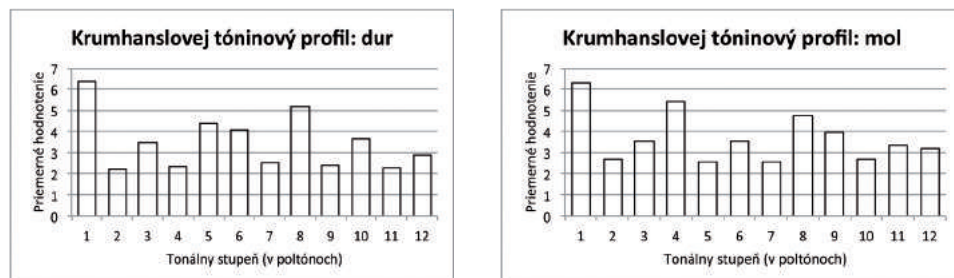 Krumhanslovej tóninový profil: dur
Priemerné hodnotenie
7
6
5
4
3
2
1
0
1 2 3 4 5 6 7 8 9 10 11 12
Tonálny stupeň (v poltónoch)
Krumhanslovej tóninový profil: mol
Priemerné hodnotenie
7
6
5
4
3
2
1
0
1 2 3 4 5 6 7 8 9 10 11 12
Tonálny stupeň (v poltónoch)